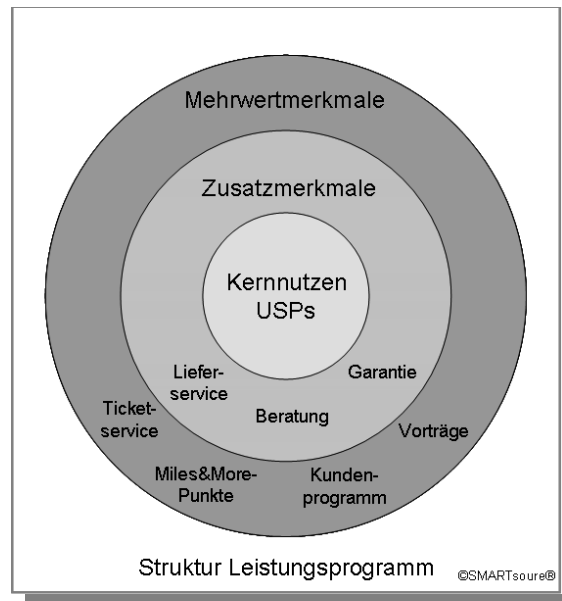 Mehrwertmerkmale
Zusatzmerkmale
Kernnutzen
USPs
Liefer-
service
Garantie
Beratung
Ticket-
service
Vorträge
Miles&More-
Punkte
Kunden-
programm
Struktur Leistungsprogramm
©SMARTsoure®